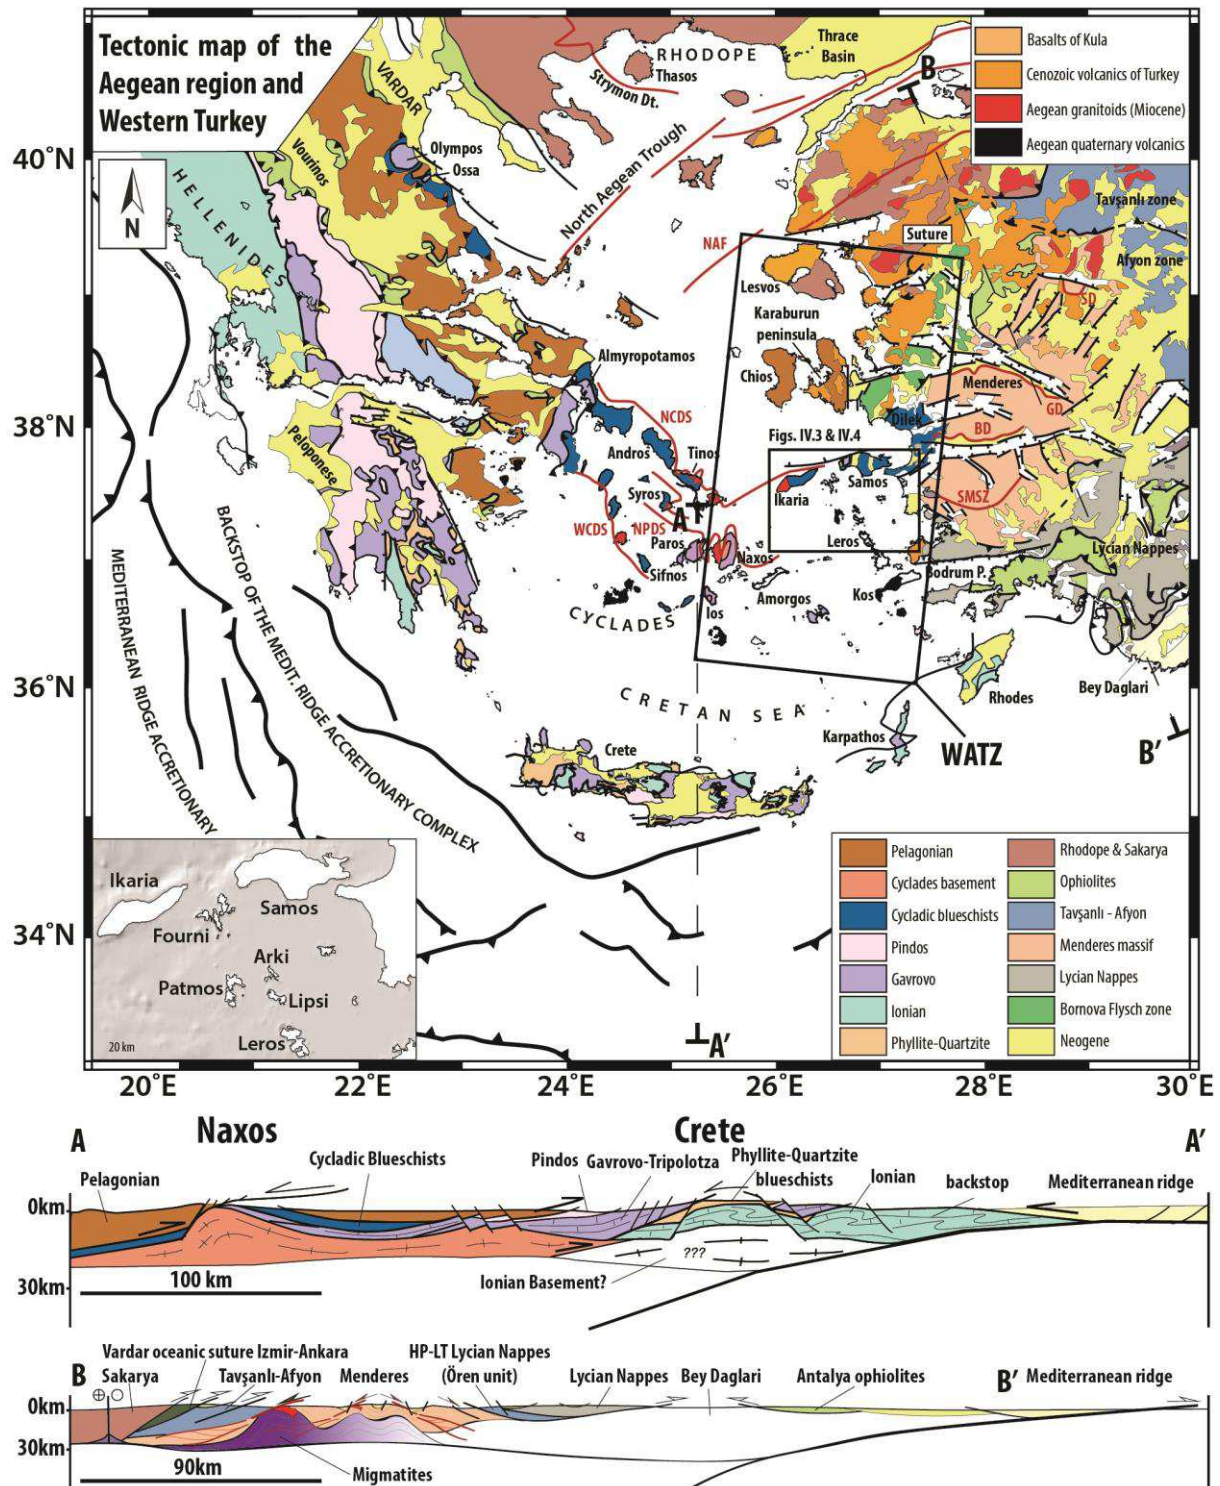 Tectonic map of the
Aegean region and
Western Turkey
N
40°N
38°N
36°N
34°N
20°E
22°E
24°E
26°E
28°E
30°E
Basalts of Kula
Cenozoic volcanics of Turkey
Aegean granitoids (Miocene)
Aegean quaternary volcanics
VARDAR
RHODOPE
Thasos
Strymon Dt.
Thrace
Basin
B
Vourinos
Olympos
Ossa
HELLENIDES
North Aegean Trough
NAF
Suture
Tavşanlı zone
Afyon zone
SD
Lesvos
Karaburun
peninsula
Chios
Almyropotamos
NCDS
Menderes
GD
BD
Dilek
Figs. IV.3 & IV.4
Andros
Tinos
Peloponese
Syros
A
Ikaria
Samos
SMSZ
WCDS
NPDS
Paros
Naxos
Leros
Lycian Nappes
Sifnos
Bodrum P.
Kos
Amorgos
Ios
CYCLADES
Rhodes
Bey Daglari
CRETAN SEA
Karpathos
WATZ
B'
Crete
MEDITERRANEAN RIDGE ACCRETIONARY
BACKSTOP OF THE MEDIT. RIDGE ACCRETIONARY COMPLEX
A'
Ikaria
Samos
Fourni
Arki
Patmos
Lipsi
Leros
20 km
Pelagonian
Cyclades basement
Cycladic blueschists
Pindos
Gavrovo
Ionian
Phyllite-Quartzite
Rhodope & Sakarya
Ophiolites
Tavşanlı - Afyon
Menderes massif
Lycian Nappes
Bornova Flysch zone
Neogene
A
Naxos
Crete
A'
Pelagonian
Cycladic Blueschists
Pindos
Gavrovo-Tripolotza
Phyllite-Quartzite
blueschists
Ionian
backstop
Mediterranean ridge
0km
30km
100 km
???
Ionian Basement?
B
Vardar oceanic suture Izmir-Ankara
Sakarya
Tavşanlı-Afyon
Menderes
HP-LT Lycian Nappes
(Ören unit)
Lycian Nappes
Bey Daglari
Antalya ophiolites
B'
Mediterranean ridge
0km
30km
90km
Migmatites